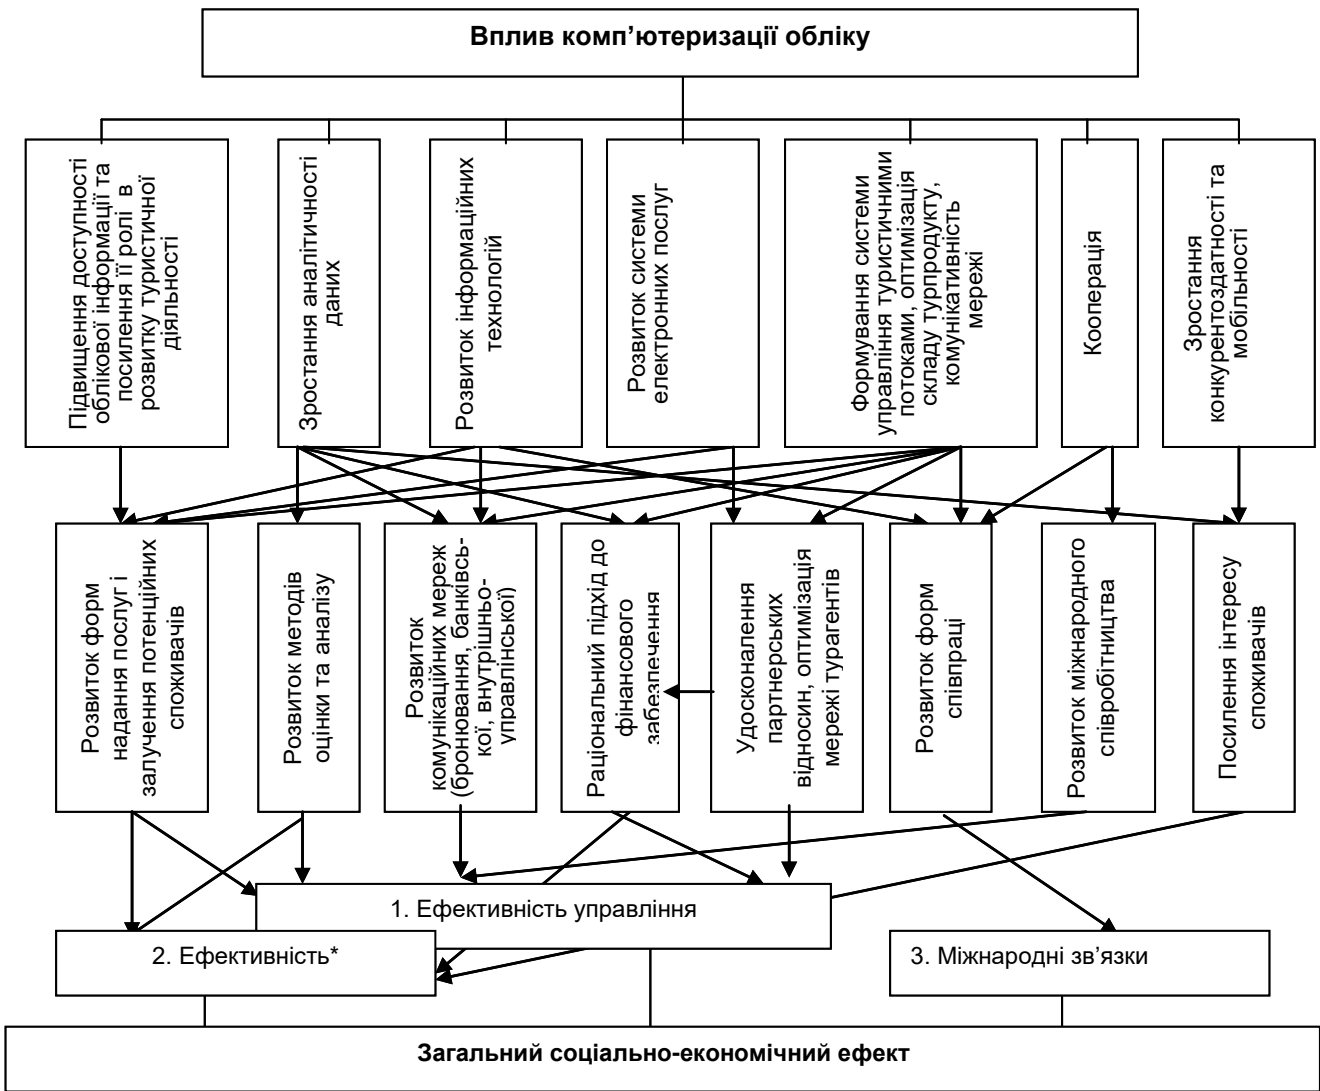 Вплив комп’ютеризації обліку
Підвищення доступності
облікової інформації та
посилення її ролі в
розвитку туристичної
діяльності
Зростання аналітичності
даних
Розвиток інформаційних
технологій
Розвиток системи
електронних послуг
Формування системи
управління туристичними
потоками, оптимізація
складу турпродукту,
комунікативність
мережі
Кооперація
Зростання
конкурентоздатності та
мобільності
Розвиток форм
надання послуг і
залучення потенційних
споживачів
Розвиток методів
оцінки та аналізу
Розвиток
комунікаційних мереж
(бронювання, банківсь-
кої, внутрішньо-
управлінської)
Раціональний підхід до
фінансового
забезпечення
Удосконалення
партнерських
відносин, оптимізація
мережі турагентів
Розвиток форм
співпраці
Розвиток міжнародного
співробітництва
Посилення інтересу
споживачів
1. Ефективність управління
2. Ефективність*
3. Міжнародні зв’язки
Загальний соціально-економічний ефект